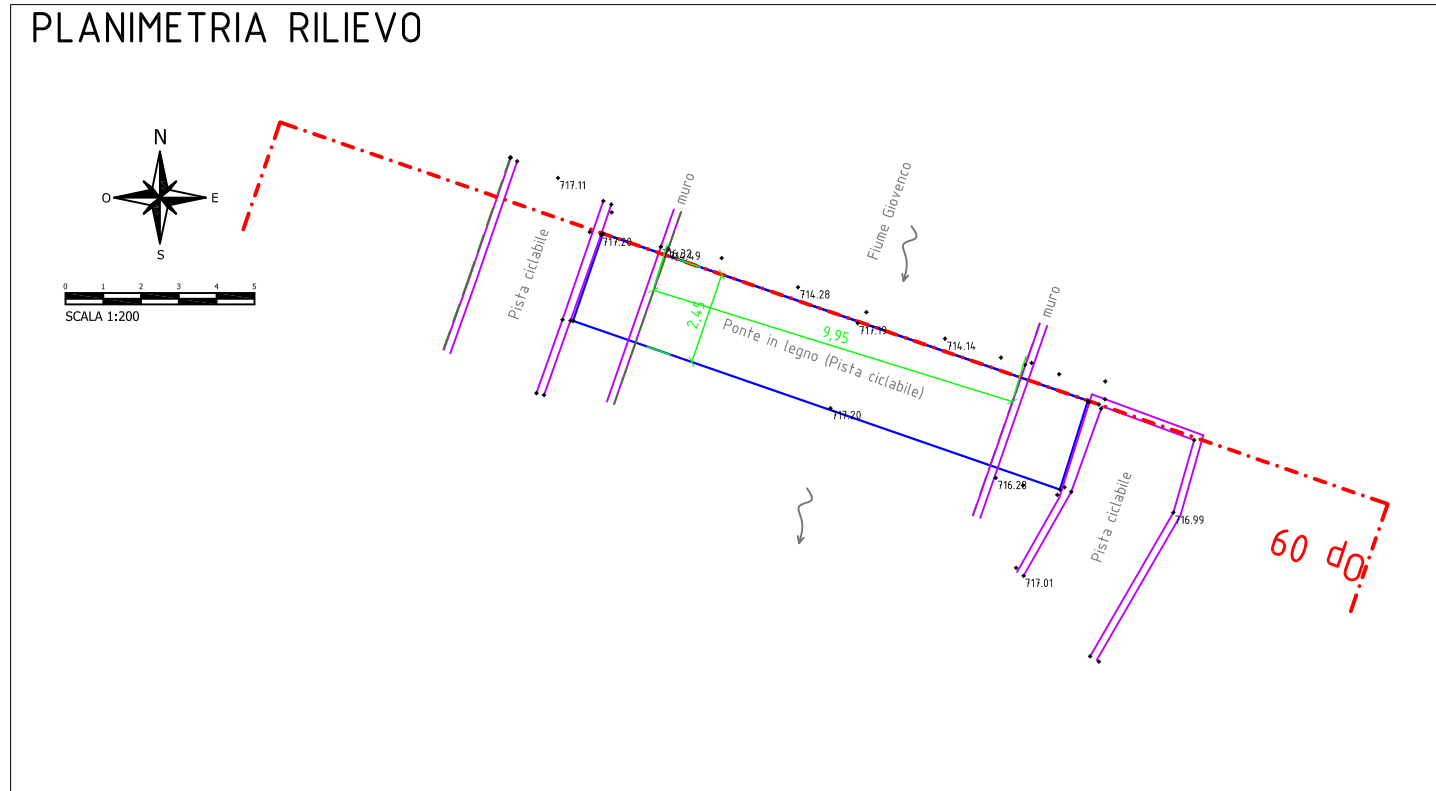 PLANIMETRIA RILIEVO
N
O
E
S
0 1 2 3 4 5
SCALA 1:200
717.11
muro
Fiume Giovenco
Pista ciclabile
717.20
714.28
717.19
714.14
muro
2,45
9,95
Ponte in legno (Pista ciclabile)
717.20
716.28
Pista ciclabile
716.99
717.01
Op 09